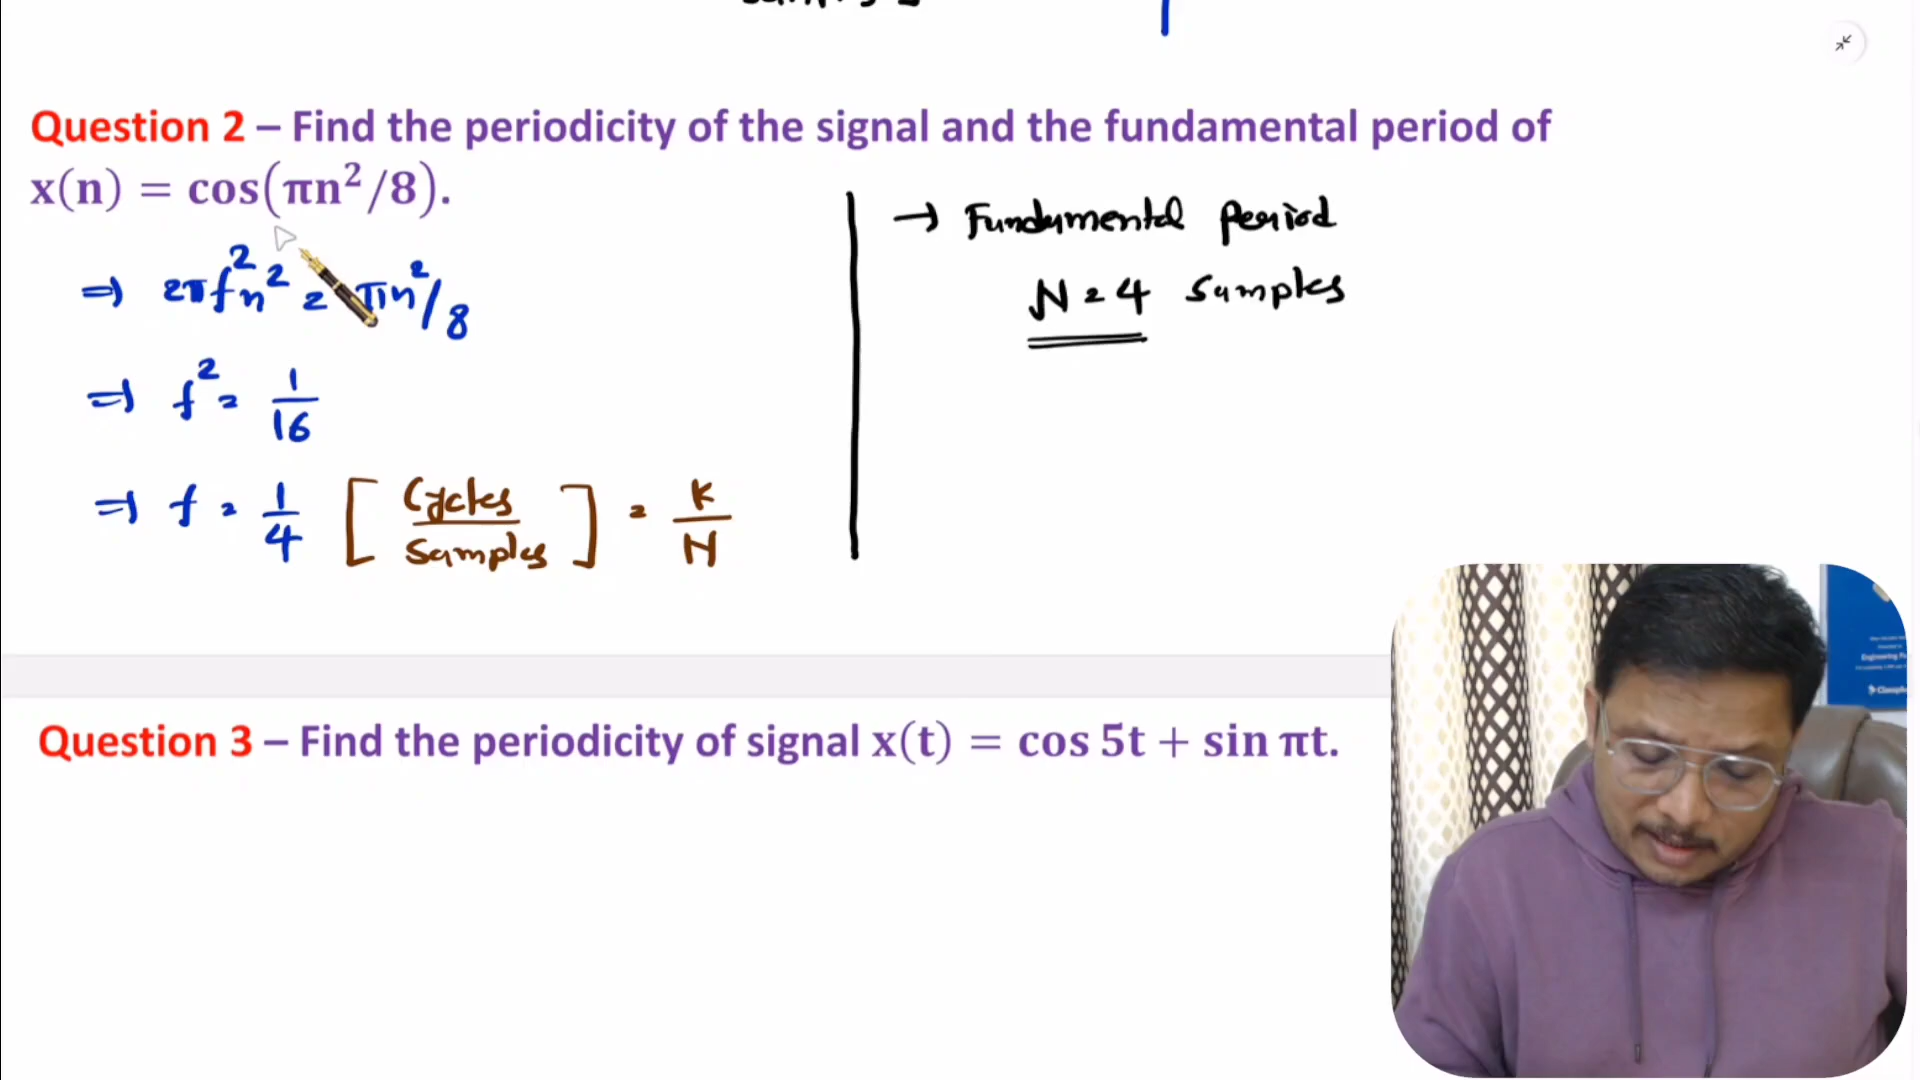 Question 2 – Find the periodicity of the signal and the fundamental period of
x(n) = cos(πn²/8).
⇒ 2πf²n² = πn²/8
⇒ f² = 1/16
⇒ f = 1/4 [Cycles/Samples] = K/N
→ Fundamental Period
N = 4 Samples
Question 3 – Find the periodicity of signal x(t) = cos 5t + sin πt.